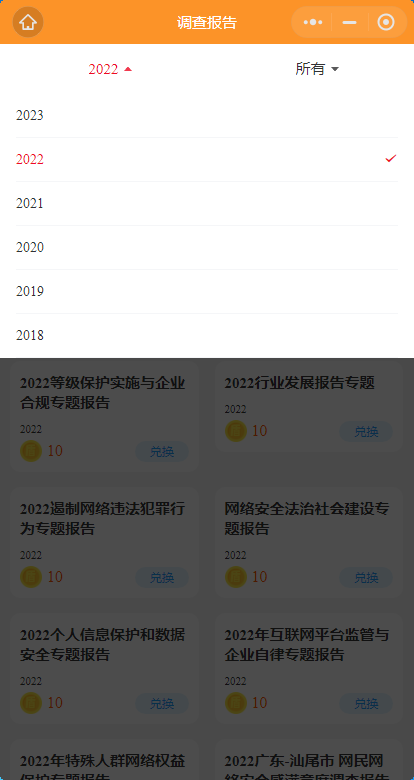 调查报告
2022 所有
2023
2022
2021
2020
2019
2018
2022等级保护实施与企业
合规专题报告
2022
10 兑换
2022行业发展报告专题
2022
10 兑换
2022遏制网络违法犯罪行
为专题报告
2022
10 兑换
网络安全法治社会建设专
题报告
2022
10 兑换
2022个人信息保护和数据
安全专题报告
2022
10 兑换
2022年互联网平台监管与
企业自律专题报告
2022
10 兑换
2022年特殊人群网络权益
保护专题报告
2022广东-汕尾市 网民网
络安全感满意度调查报告